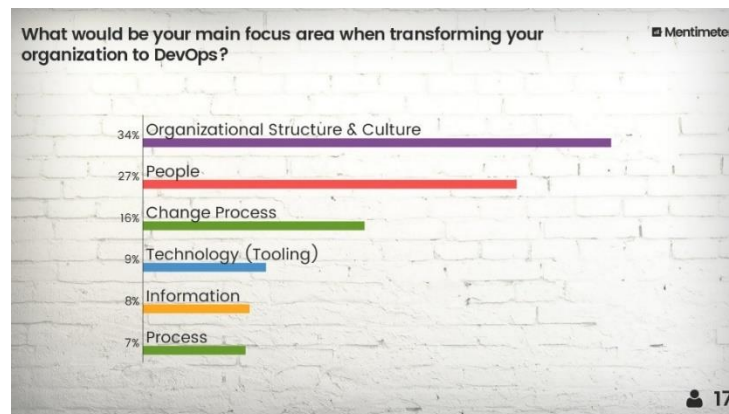 What would be your main focus area when transforming your
Mentimeter
organization to DevOps?
34% Organizational Structure & Culture
27% People
16% Change Process
9% Technology (Tooling)
8% Information
7% Process
17